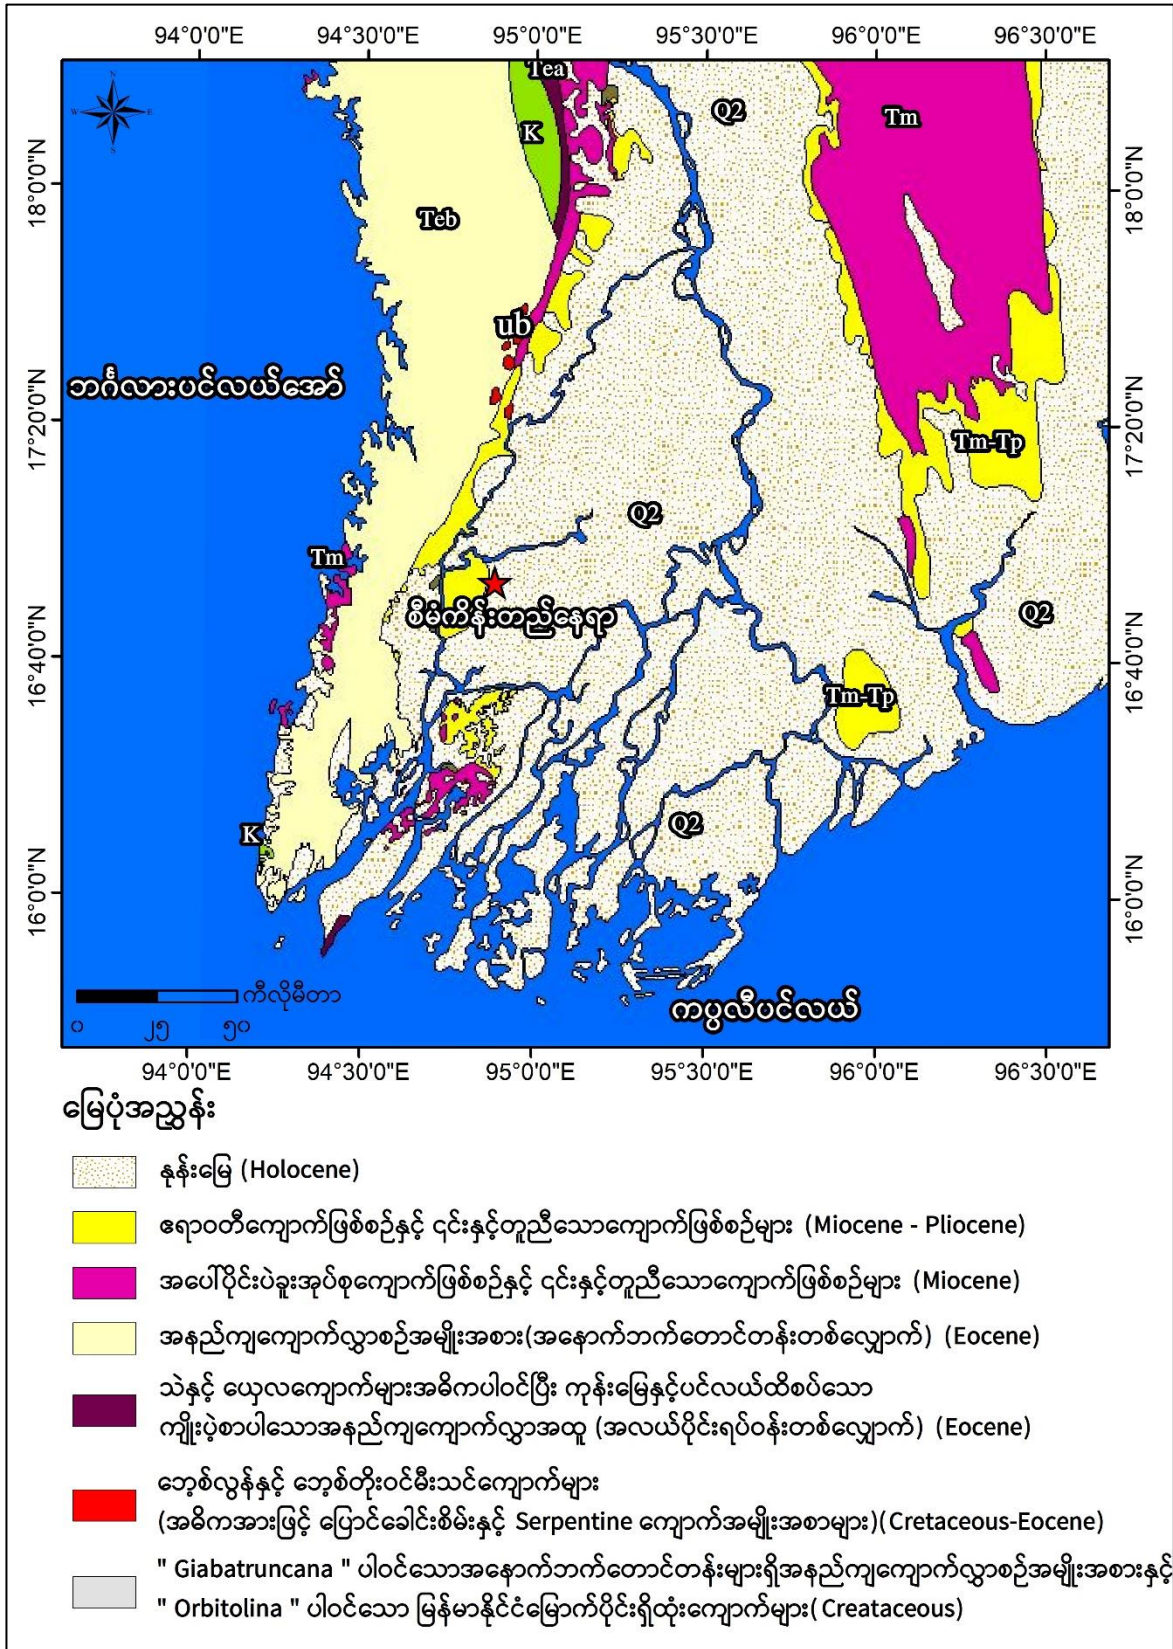 94°0'0"E 94°30'0"E 95°0'0"E 95°30'0"E 96°0'0"E 96°30'0"E
N
W E
S
Tea
K
Q2
Tm
18°0'0"N
18°0'0"N
Teb
ub
ဘင်္ဂလားပင်လယ်အော်
17°20'0"N
17°20'0"N
Tm-Tp
Q2
Tm
စီမံကိန်းတည်နေရာ
Q2
16°40'0"N
16°40'0"N
Tm-Tp
K
Q2
16°0'0"N
16°0'0"N
ကီလိုမီတာ
၀ ၂၅ ၅၀
ကပ္ပလီပင်လယ်
94°0'0"E 94°30'0"E 95°0'0"E 95°30'0"E 96°0'0"E 96°30'0"E
မြေပုံအညွှန်း
နုန်းမြေ (Holocene)
ဧရာဝတီကျောက်ဖြစ်စဉ်နှင့် ၎င်းနှင့်တူညီသောကျောက်ဖြစ်စဉ်များ (Miocene - Pliocene)
အပေါ်ပိုင်းပဲခူးအုပ်စုကျောက်ဖြစ်စဉ်နှင့် ၎င်းနှင့်တူညီသောကျောက်ဖြစ်စဉ်များ (Miocene)
အနည်ကျကျောက်လွှာစဉ်အမျိုးအစား(အနောက်ဘက်တောင်တန်းတစ်လျှောက်) (Eocene)
သဲနှင့် ယှေလကျောက်များအဓိကပါဝင်ပြီး ကုန်းမြေနှင့်ပင်လယ်ထိစပ်သော
ကျိုးပဲ့စာပါသောအနည်ကျကျောက်လွှာအထူ (အလယ်ပိုင်းရပ်ဝန်းတစ်လျှောက်) (Eocene)
ဘေ့စ်လွန်နှင့် ဘေ့စ်တိုးဝင်မီးသင်ကျောက်များ
(အဓိကအားဖြင့် ပြောင်ခေါင်းစိမ်းနှင့် Serpentine ကျောက်အမျိုးအစာများ)(Cretaceous-Eocene)
" Giabatruncana " ပါဝင်သောအနောက်ဘက်တောင်တန်းများရှိအနည်ကျကျောက်လွှာစဉ်အမျိုးအစားနှင့်
" Orbitolina " ပါဝင်သော မြန်မာနိုင်ငံမြောက်ပိုင်းရှိထုံးကျောက်များ( Creataceous)